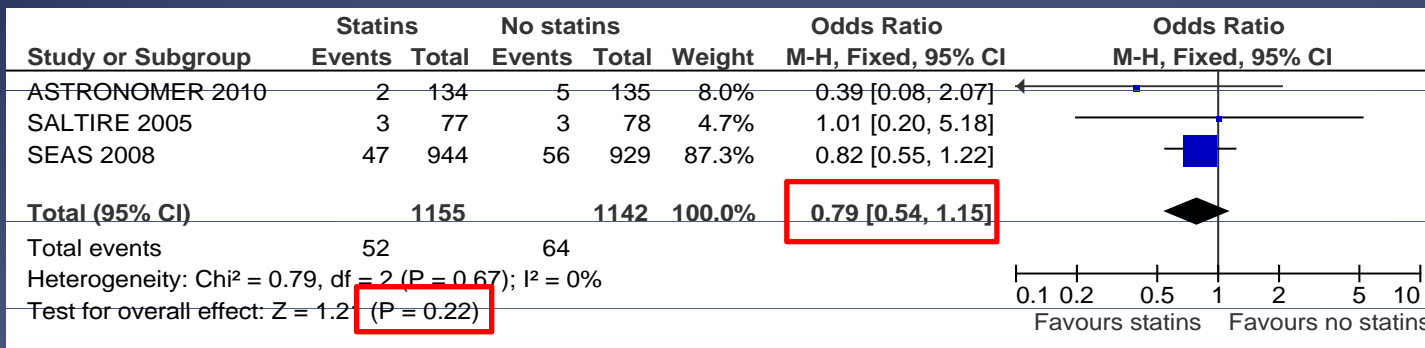 Statins No statins Odds Ratio Odds Ratio
Study or Subgroup Events Total Events Total Weight M-H, Fixed, 95% CI M-H, Fixed, 95% CI
ASTRONOMER 2010 2 134 5 135 8.0% 0.39 [0.08, 2.07]
SALTIRE 2005 3 77 3 78 4.7% 1.01 [0.20, 5.18]
SEAS 2008 47 944 56 929 87.3% 0.82 [0.55, 1.22]
Total (95% CI) 1155 1142 100.0% 0.79 [0.54, 1.15]
Total events 52 64
Heterogeneity: Chi² = 0.79, df = 2 (P = 0.67); I² = 0%
Test for overall effect: Z = 1.21 (P = 0.22)
0.1 0.2 0.5 1 2 5 10
Favours statins Favours no statins